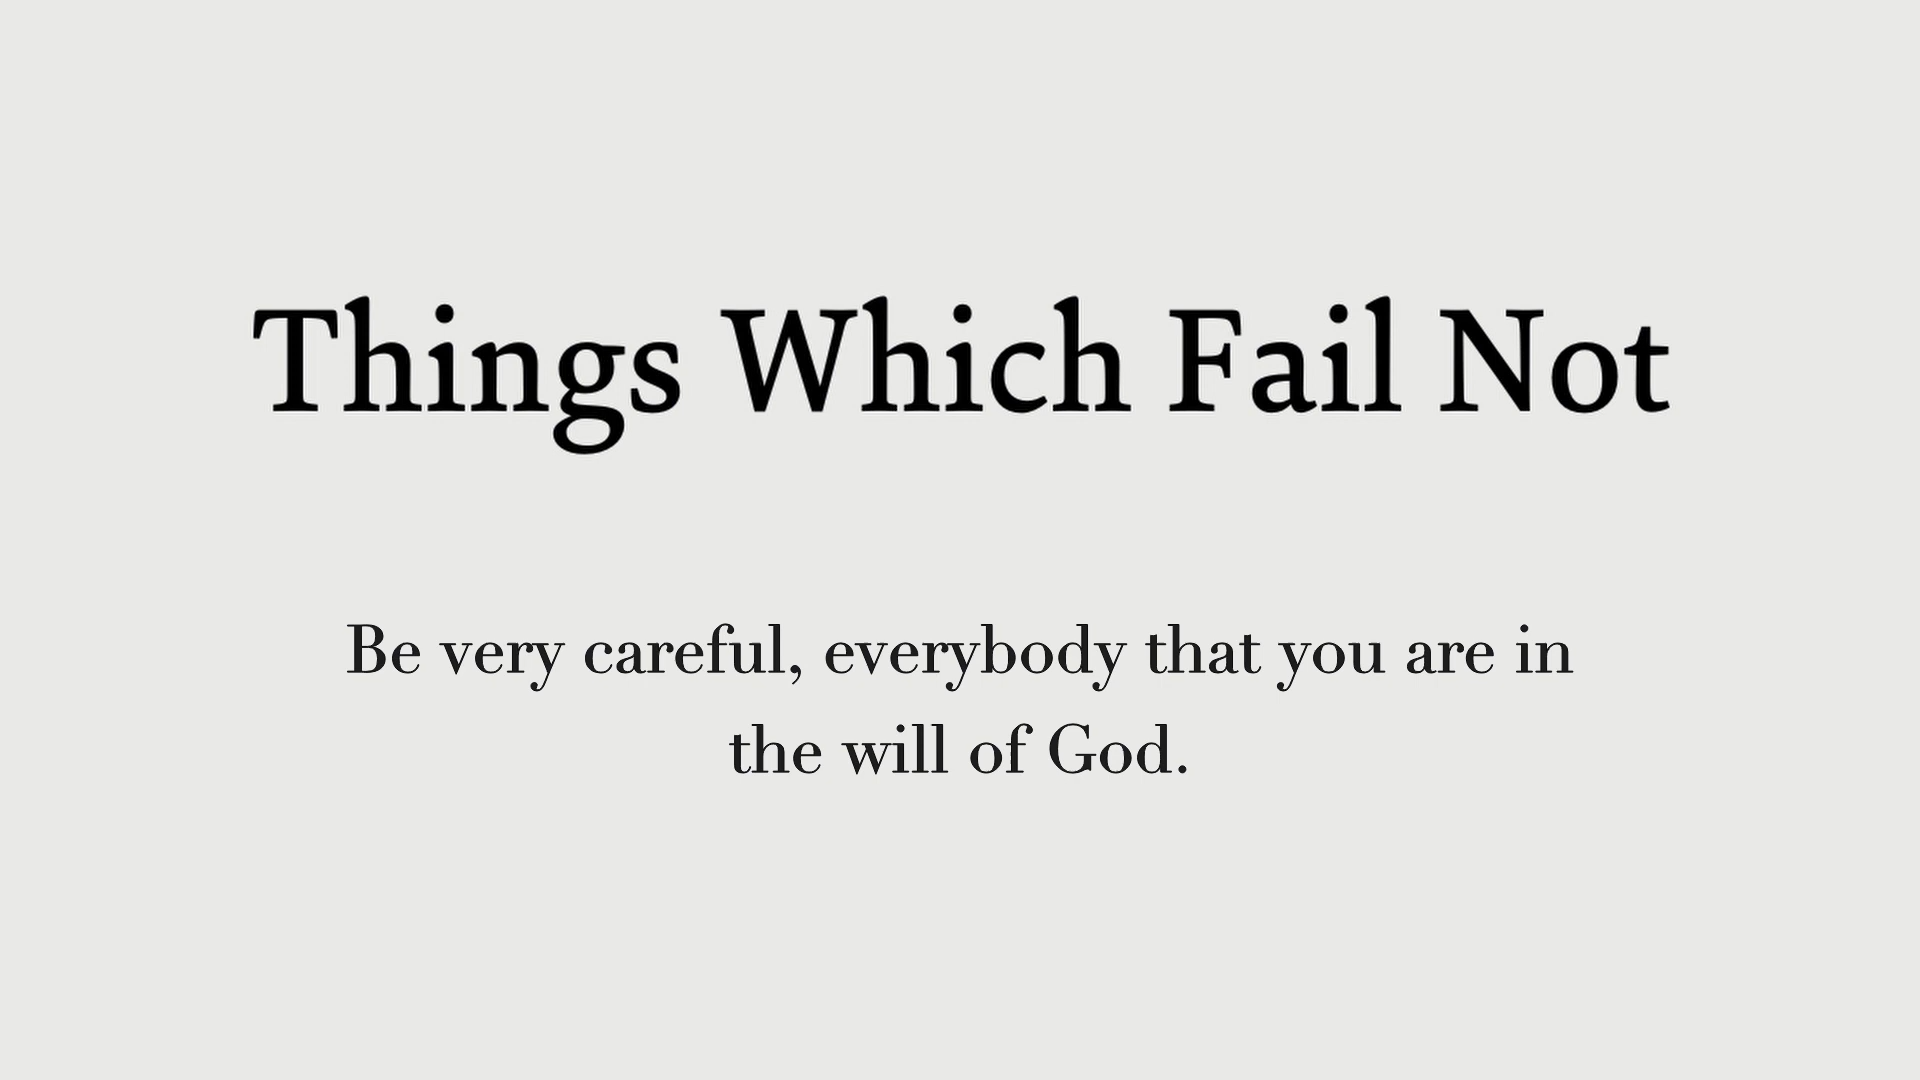 Things Which Fail Not
Be very careful, everybody that you are in
the will of God.